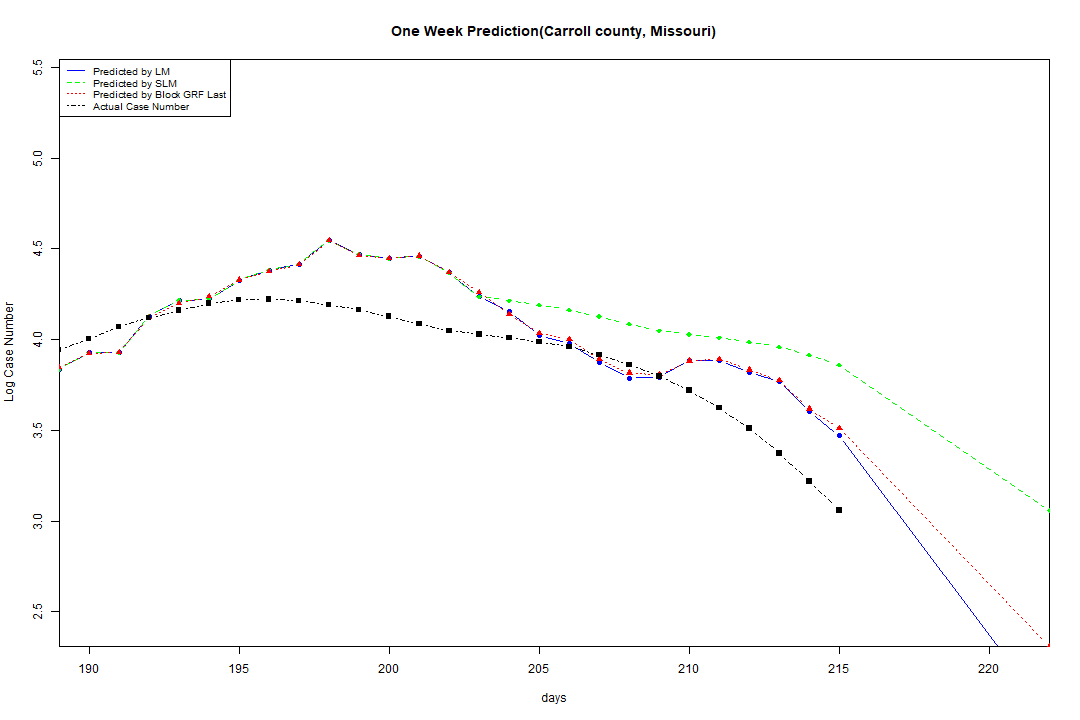 One Week Prediction(Carroll county, Missouri)
Predicted by LM
Predicted by SLM
Predicted by Block GRF Last
Actual Case Number
5.5
5.0
4.5
4.0
3.5
3.0
2.5
Log Case Number
190 195 200 205 210 215 220
days